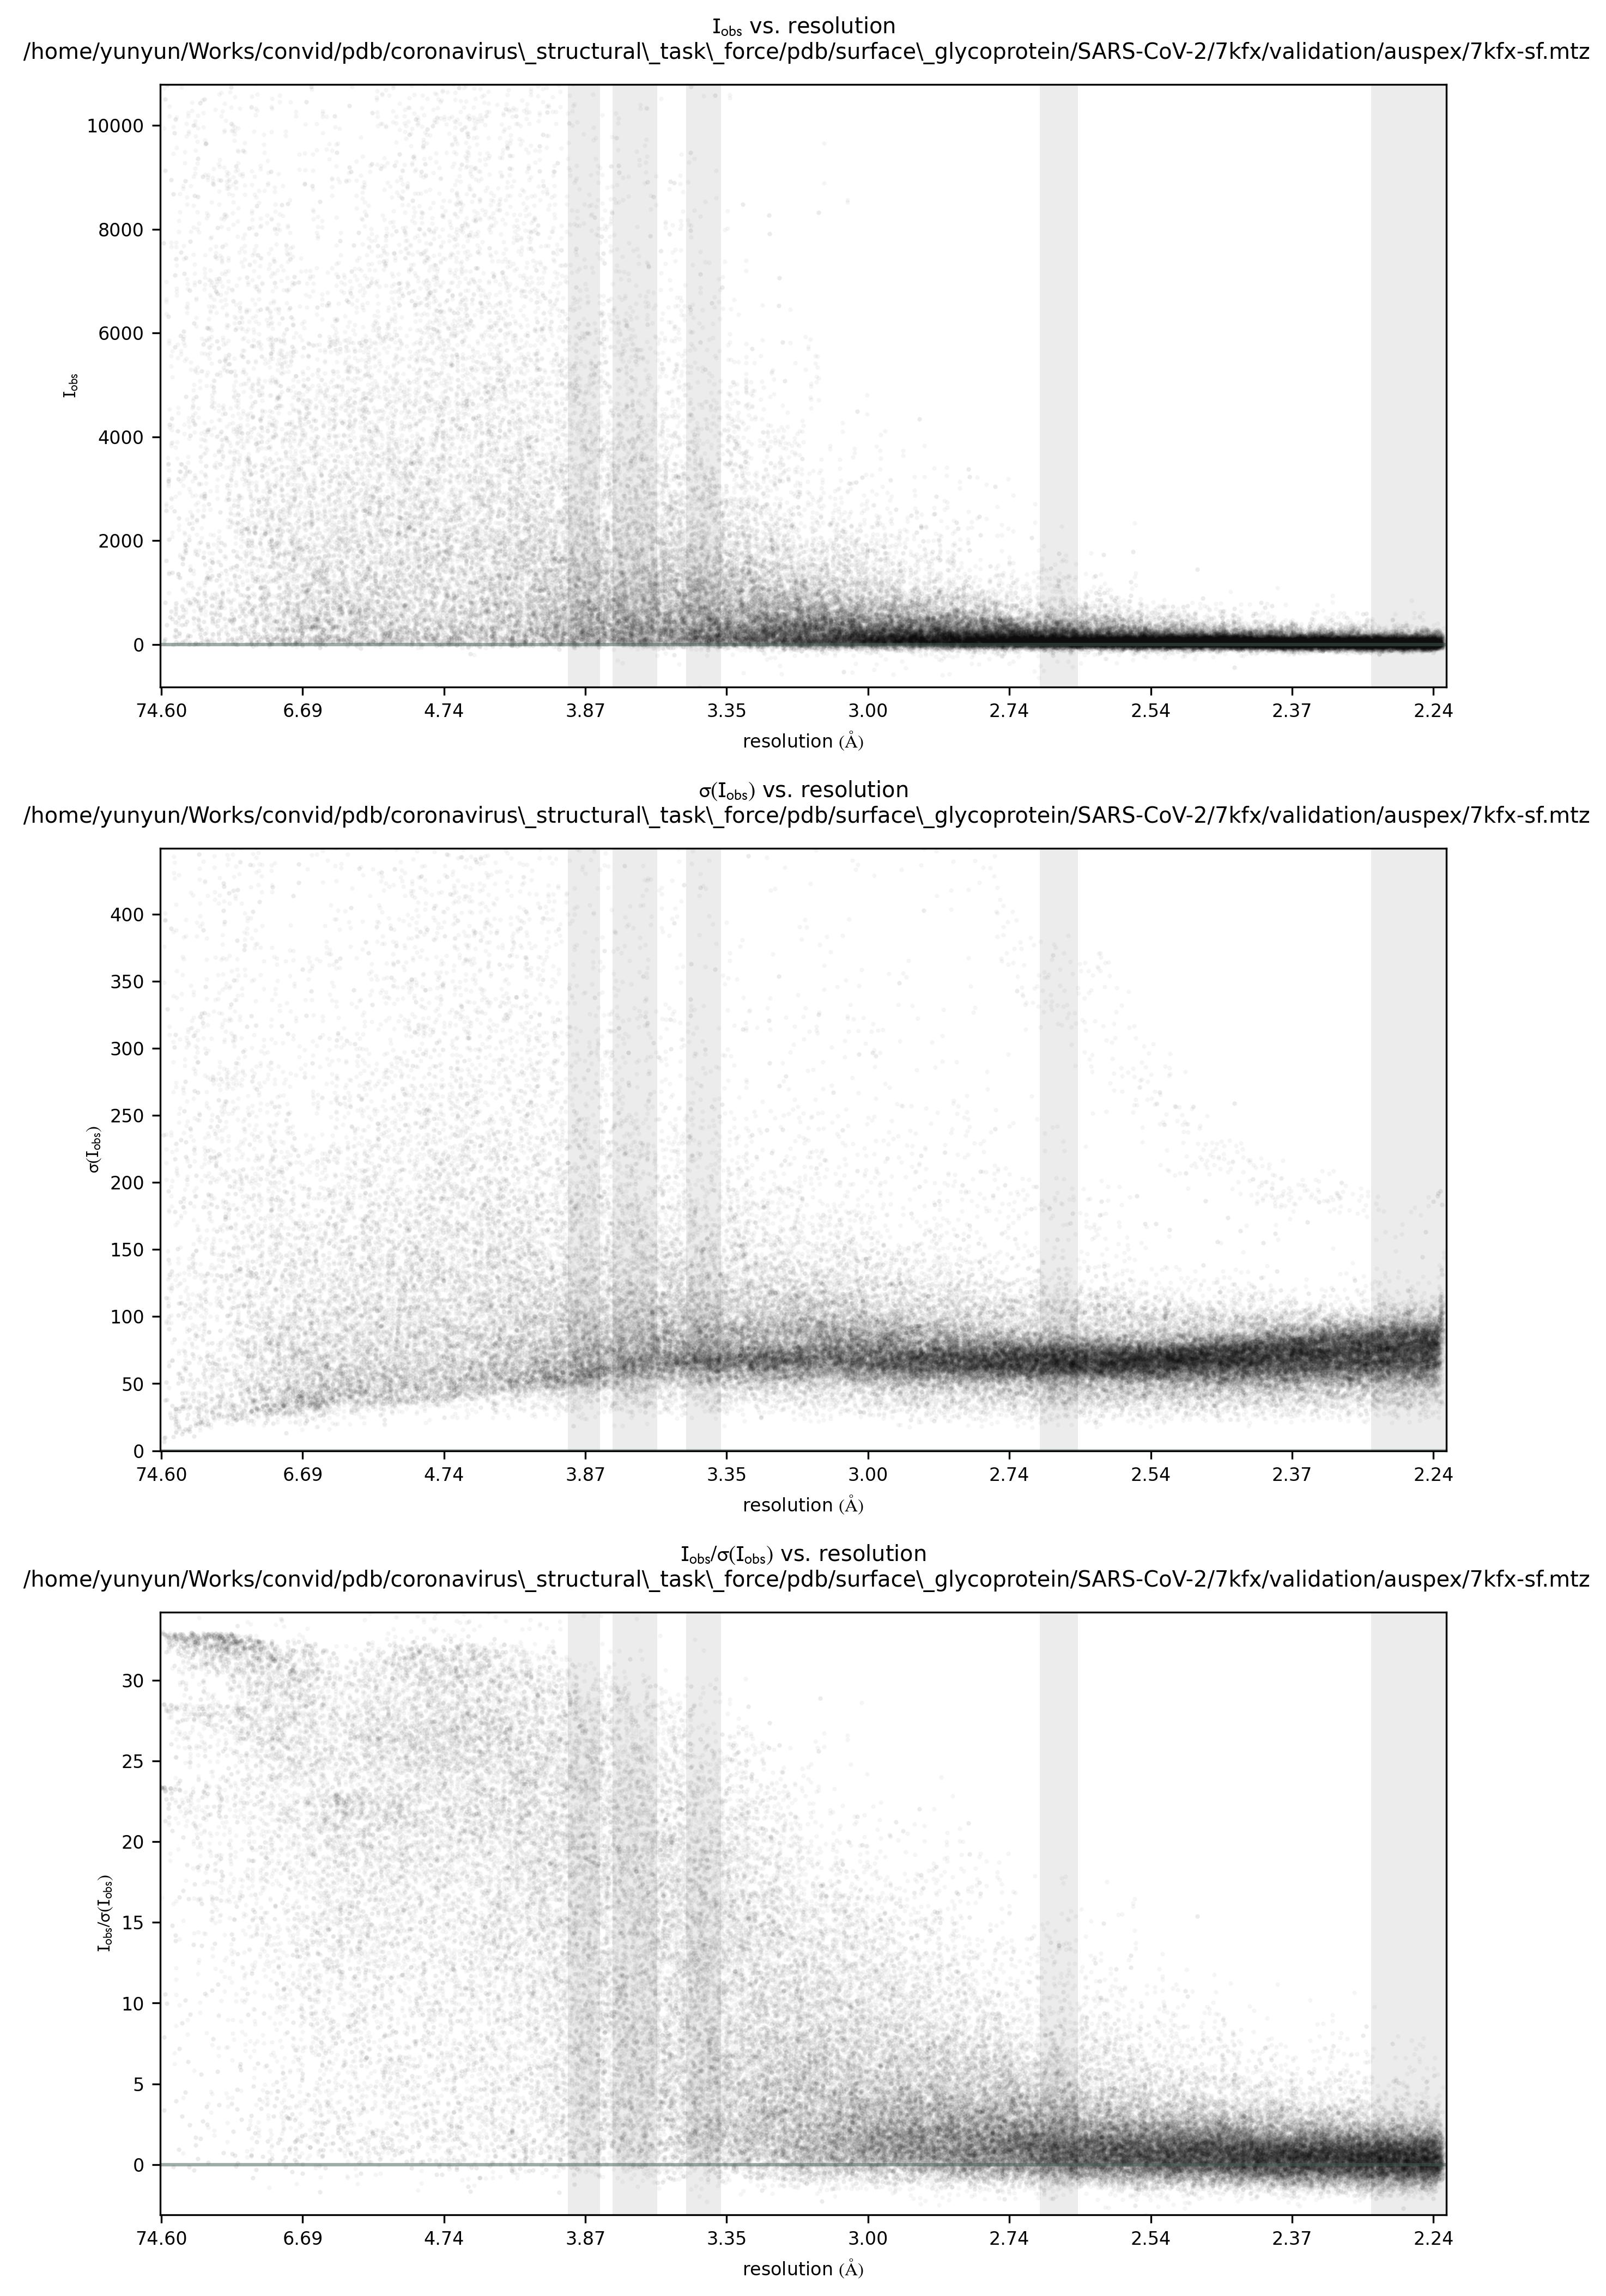 Iobs vs. resolution
/home/yunyun/Works/convid/pdb/coronavirus\_structural\_task\_force/pdb/surface\_glycoprotein/SARS-CoV-2/7kfx/validation/auspex/7kfx-sf.mtz
10000
8000
6000
4000
2000
0
Iobs
74.60 6.69 4.74 3.87 3.35 3.00 2.74 2.54 2.37 2.24
resolution (Å)
σ(Iobs) vs. resolution
/home/yunyun/Works/convid/pdb/coronavirus\_structural\_task\_force/pdb/surface\_glycoprotein/SARS-CoV-2/7kfx/validation/auspex/7kfx-sf.mtz
400
350
300
250
200
150
100
50
0
σ(Iobs)
74.60 6.69 4.74 3.87 3.35 3.00 2.74 2.54 2.37 2.24
resolution (Å)
Iobs/σ(Iobs) vs. resolution
/home/yunyun/Works/convid/pdb/coronavirus\_structural\_task\_force/pdb/surface\_glycoprotein/SARS-CoV-2/7kfx/validation/auspex/7kfx-sf.mtz
30
25
20
15
10
5
0
Iobs/σ(Iobs)
74.60 6.69 4.74 3.87 3.35 3.00 2.74 2.54 2.37 2.24
resolution (Å)